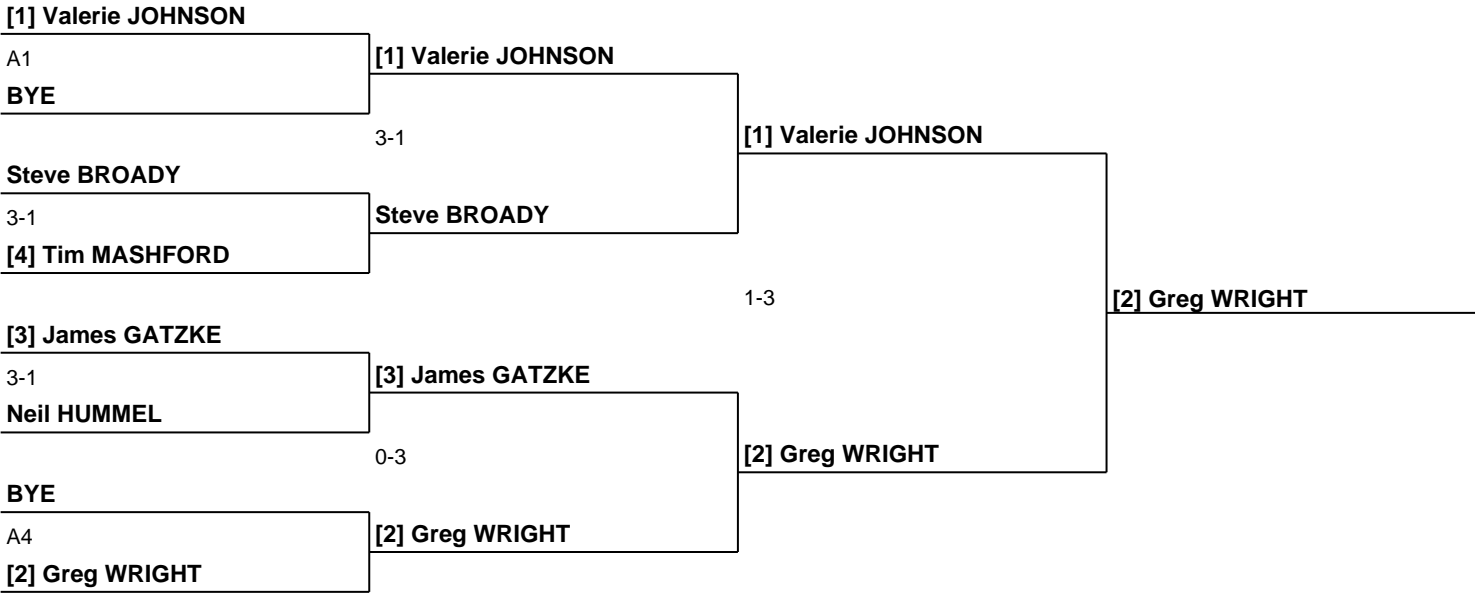 [1] Valerie JOHNSON
A1
BYE
[1] Valerie JOHNSON
3-1
Steve BROADY
3-1
[4] Tim MASHFORD
Steve BROADY
[1] Valerie JOHNSON
1-3
[2] Greg WRIGHT
[3] James GATZKE
3-1
Neil HUMMEL
[3] James GATZKE
0-3
BYE
A4
[2] Greg WRIGHT
[2] Greg WRIGHT
[2] Greg WRIGHT